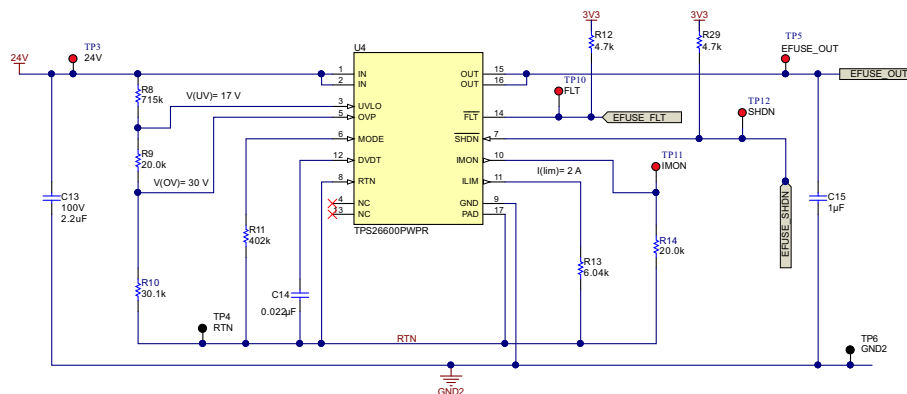 3V3
3V3
24V
TP3
24V
U4
R12
4.7k
R29
4.7k
TP5
EFUSE_OUT
1
2
IN
IN
OUT
OUT
15
16
EFUSE_OUT
R8
715k
V(UV)= 17 V
3
5
UVLO
OVP
FLT
14
TP10
FLT
EFUSE_FLT
TP12
SHDN
6
MODE
SHDN
7
R9
20.0k
12
DVDT
IMON
10
TP11
IMON
V(OV)= 30 V
8
RTN
ILIM
11
I(lim)= 2 A
C13
100V
2.2uF
4
13
NC
NC
GND
PAD
9
17
EFUSE_SHDN
C15
1µF
TPS26600PWPR
R11
402k
R14
20.0k
R10
30.1k
C14
0.022µF
R13
6.04k
TP4
RTN
RTN
TP6
GND2
GND2